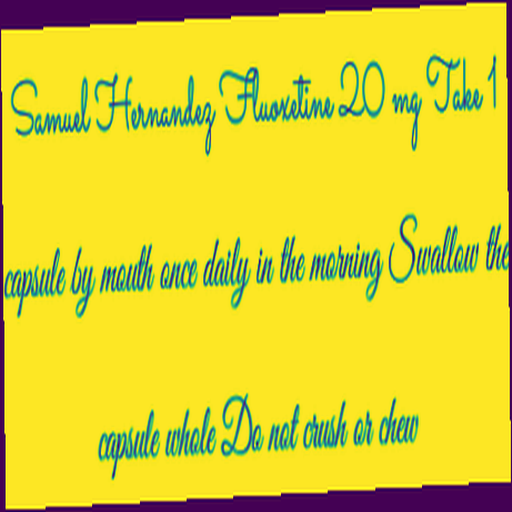 Samuel Hernandez Fluoxetine 20 mg Take 1
capsule by mouth once daily in the morning Swallow the
capsule whole Do not crush or chew